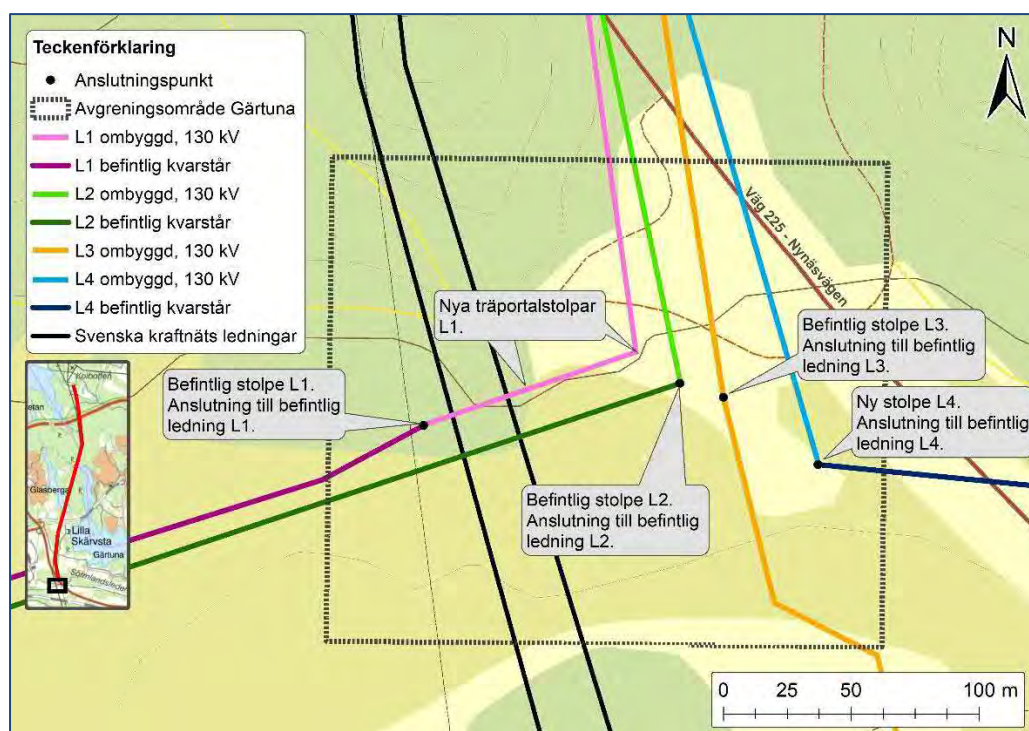 Teckenförklaring
Anslutningspunkt
Avgreningsområde Gärtuna
L1 ombyggd, 130 kV
L1 befintlig kvarstår
L2 ombyggd, 130 kV
L2 befintlig kvarstår
L3 ombyggd, 130 kV
L4 ombyggd, 130 kV
L4 befintlig kvarstår
Svenska kraftnäts ledningar
N
Väg 225 - Nynäsvägen
Nya träportalstolpar
L1.
Befintlig stolpe L1.
Anslutning till befintlig
ledning L1.
Befintlig stolpe L3.
Anslutning till befintlig
ledning L3.
Ny stolpe L4.
Anslutning till befintlig
ledning L4.
Befintlig stolpe L2.
Anslutning till befintlig
ledning L2.
etan
Glasberga
Lilla
Skärvsta
Gärtuna
0 25 50 100 m